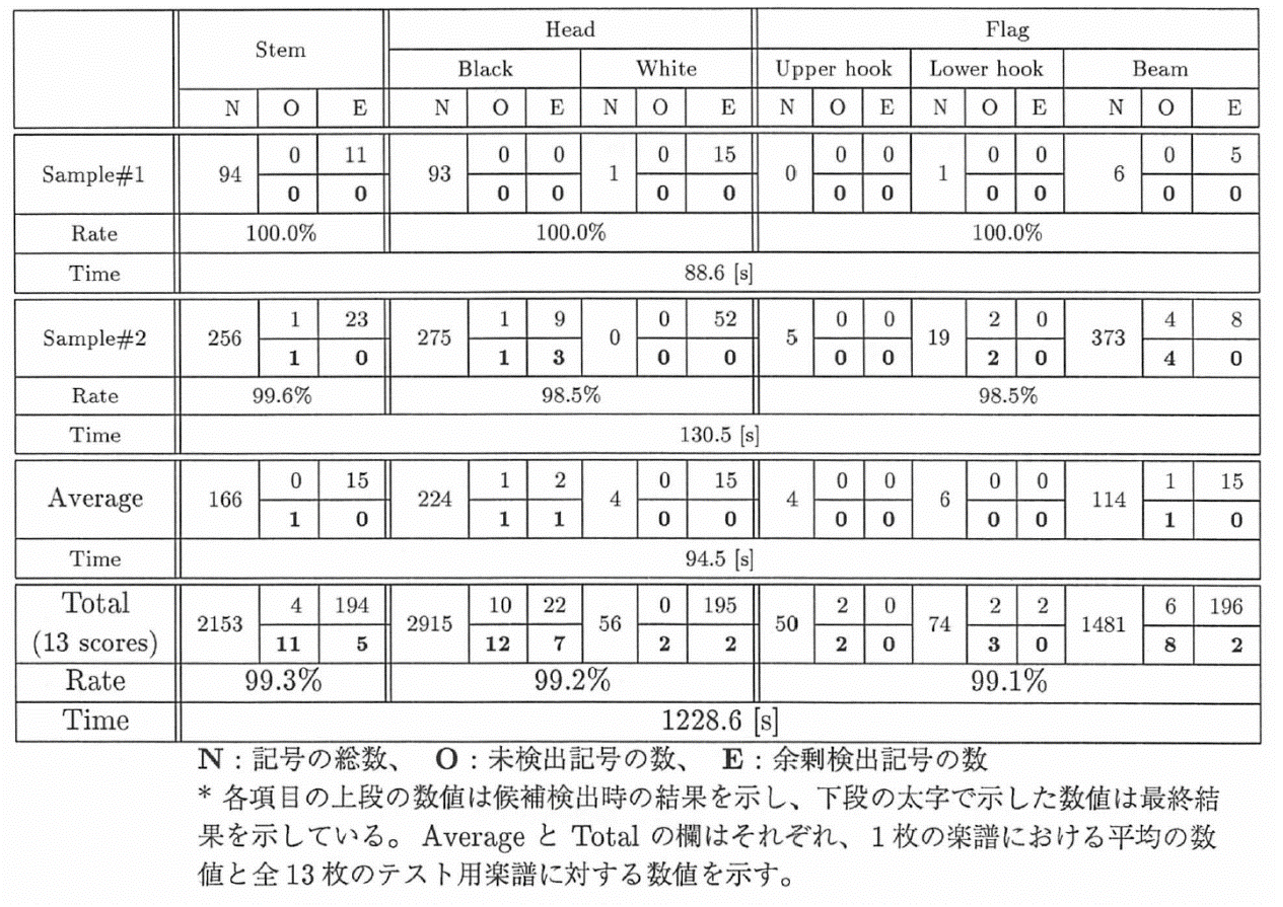 Stem Head Flag
Black White Upper hook Lower hook Beam
N O E N O E N O E N O E N O E N O E
0 11 0 0 0 15 0 0 0 0 0 5
Sample#1 94 93 1 0 1 6
0 0 0 0 0 0 0 0 0 0 0 0
Rate 100.0% 100.0% 100.0%
Time 88.6 [s]
1 23 1 9 0 52 0 0 2 0 4 8
Sample#2 256 275 0 5 19 373
1 0 1 3 0 0 0 0 2 0 4 0
Rate 99.6% 98.5% 98.5%
Time 130.5 [s]
0 15 1 2 0 15 0 0 0 0 1 15
Average 166 224 4 4 6 114
1 0 1 1 0 0 0 0 0 0 1 0
Time 94.5 [s]
Total 4 194 10 22 0 195 2 0 2 2 6 196
2153 2915 56 50 74 1481
(13 scores) 11 5 12 7 2 2 2 0 3 0 8 2
Rate 99.3% 99.2% 99.1%
Time 1228.6 [s]
N : 記号の総数、 O : 未検出記号の数、 E : 余剰検出記号の数
* 各項目の上段の数値は候補検出時の結果を示し、下段の太字で示した数値は最終結
果を示している。 Average と Total の欄はそれぞれ、1 枚の楽譜における平均の数
値と全 13 枚のテスト用楽譜に対する数値を示す。